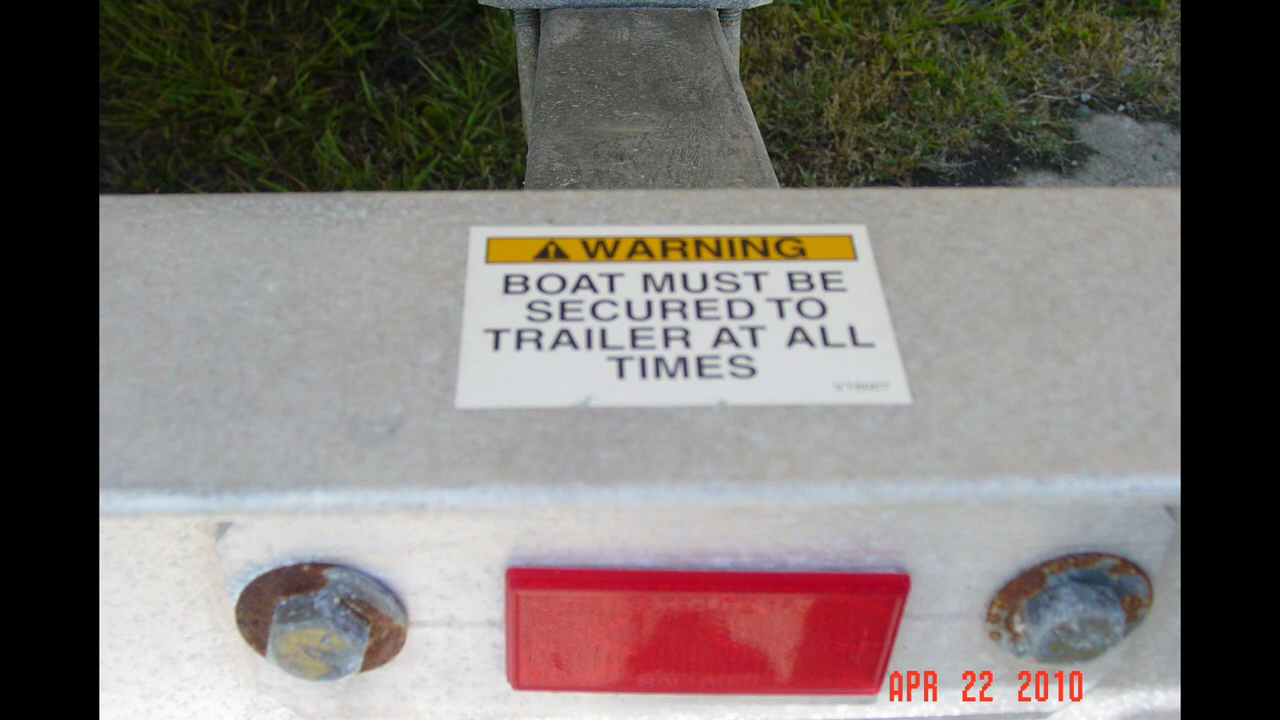 WARNING
BOAT MUST BE
SECURED TO
TRAILER AT ALL
TIMES
APR 22 2010